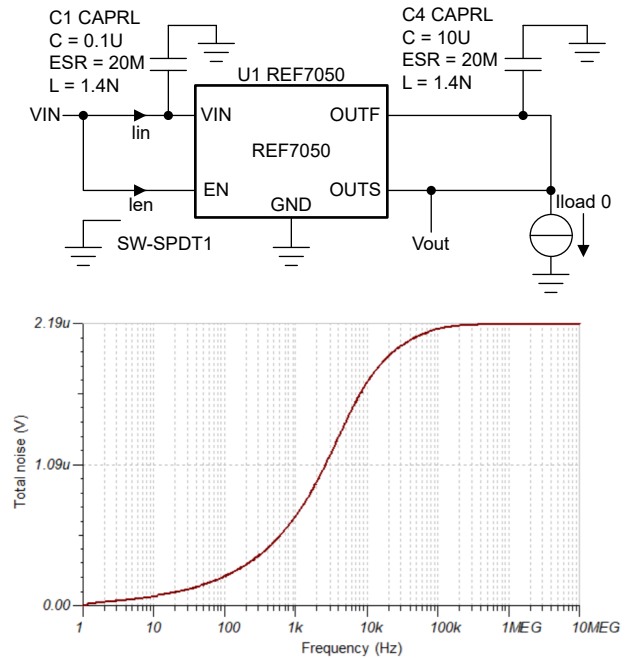 C1 CAPRL
C = 0.1U
ESR = 20M
L = 1.4N
C4 CAPRL
C = 10U
ESR = 20M
L = 1.4N
U1 REF7050
VIN
Iin
VIN
OUTF
REF7050
Ien
EN
OUTS
GND
SW-SPDT1
Vout
Iload 0
2.19u
1.09u
0.00
Total noise (V)
1
10
100
1k
10k
100k
1MEG
10MEG
Frequency (Hz)